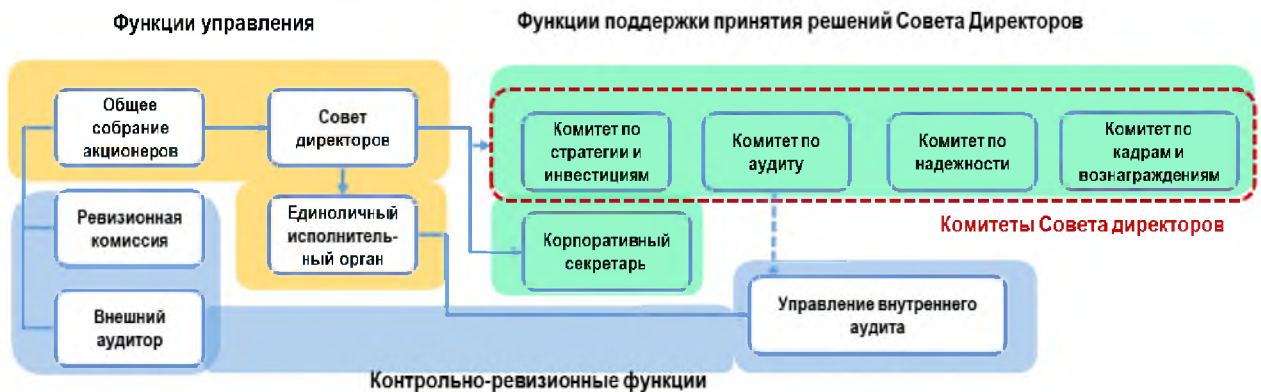 Функции управления
Функции поддержки принятия решений Совета Директоров
Общее
собрание
акционеров
Совет
директоров
Комитет по
стратегии и
инвестициям
Комитет по
аудиту
Комитет по
надежности
Комитет по
кадрам и
вознаграждениям
Комитеты Совета директоров
Ревизионная
комиссия
Единоличный
исполнитель-
ный орган
Корпоративный
секретарь
Внешний
аудитор
Управление внутреннего
аудита
Контрольно-ревизионные функции